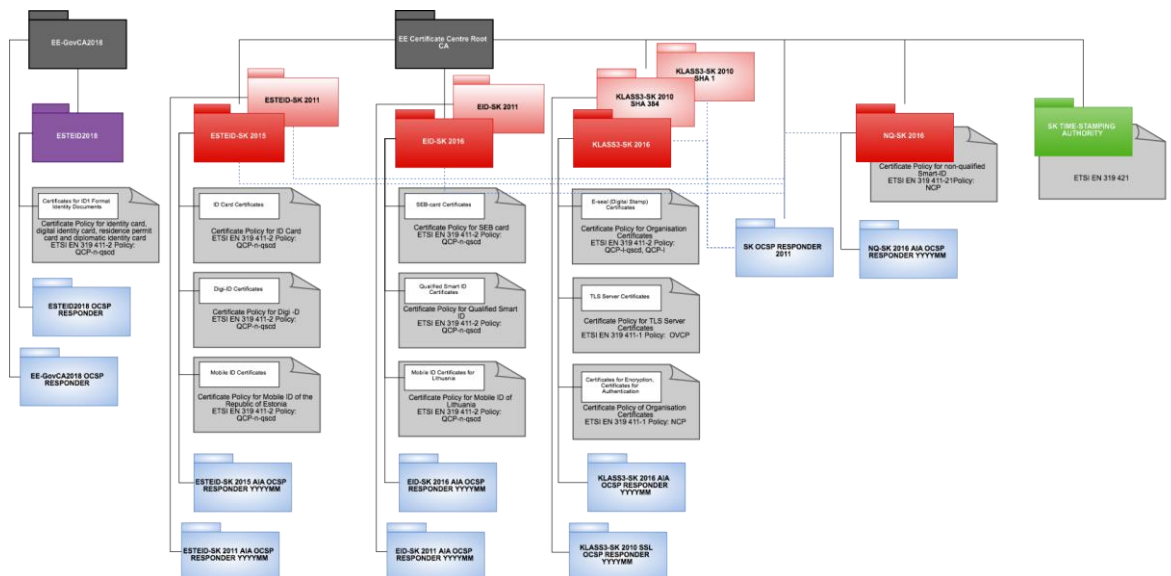 EE-GovCA2018
EE Certificate Centre Root
CA
KLASS3-SK 2010
SHA 1
ESTEID-SK 2011
EID-SK 2011
KLASS3-SK 2010
SHA 384
ESTEID2018
ESTEID-SK 2015
EID-SK 2016
KLASS3-SK 2016
NQ-SK 2016
SK TIME-STAMPING
AUTHORITY
Certificate Policy for non-qualified
Smart-ID
ETSI EN 319 411-21Policy:
NCP
ETSI EN 319 421
Certificates for ID1 Format
Identity Documents
Certificate Policy for identity card,
digital identity card, residence permit
card and diplomatic identity card
ETSI EN 319 411-2 Policy:
QCP-n-qscd
ID Card Certificates
Certificate Policy for ID Card
ETSI EN 319 411-2 Policy:
QCP-n-qscd
SEB-card Certificates
Certificate Policy for SEB card
ETSI EN 319 411-2 Policy:
QCP-n-qscd
E-seal (Digital Stamp) Certificates
Certificate Policy for Organisation
Certificates
ETSI EN 319 411-2 Policy:
QCP-l-qscd, QCP-l
SK OCSP RESPONDER
2011
NQ-SK 2016 AIA OCSP
RESPONDER YYYYMM
ESTEID2018 OCSP
RESPONDER
Digi-ID Certificates
Certificate Policy for Digi -D
ETSI EN 319 411-2 Policy:
QCP-n-qscd
Qualified Smart ID
Certificates
Certificate Policy for Qualified Smart
ID
ETSI EN 319 411-2 Policy:
QCP-n-qscd
TLS Server Certificates
Certificate Policy for TLS Server
Certificates
ETSI EN 319 411-1 Policy: OVCP
EE-GovCA2018 OCSP
RESPONDER
Mobile ID Certificates
Certificate Policy for Mobile ID of the
Republic of Estonia
ETSI EN 319 411-2 Policy:
QCP-n-qscd
Mobile ID Certificates for
Lithuania
Certificate Policy for Mobile ID of
Lithuania
ETSI EN 319 411-2 Policy:
QCP-n-qscd
Certificates for Encryption,
Certificates for
Authentication
Certificate Policy of Organisation
Certificates
ETSI EN 319 411-1 Policy: NCP
ESTEID-SK 2015 AIA OCSP
RESPONDER YYYYMM
EID-SK 2016 AIA OCSP
RESPONDER YYYYMM
KLASS3-SK 2016 AIA
OCSP RESPONDER
YYYYMM
ESTEID-SK 2011 AIA OCSP
RESPONDER YYYYMM
EID-SK 2011 AIA OCSP
RESPONDER YYYYMM
KLASS3-SK 2010 SSL
OCSP RESPONDER
YYYYMM